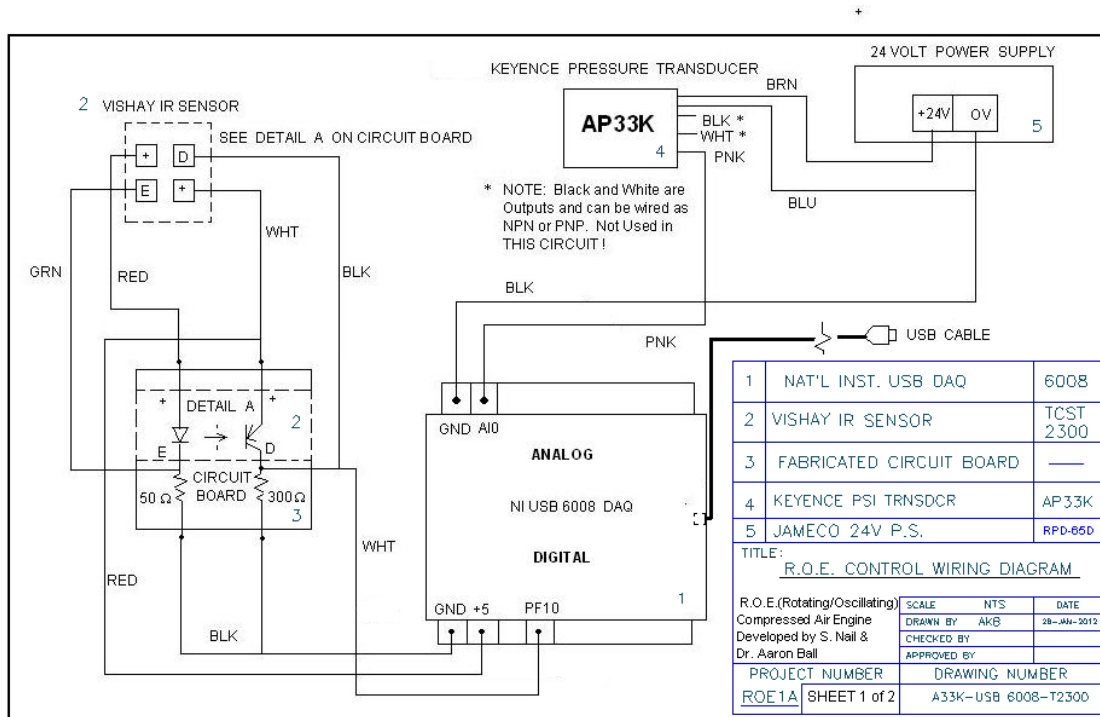 24 VOLT POWER SUPPLY
KEYENCE PRESSURE TRANSDUCER
BRN
2 VISHAY IR SENSOR
AP33K
4
BLK *
WHT *
PNK
+24V
0V
5
SEE DETAIL A ON CIRCUIT BOARD
+
D
E
+
* NOTE: Black and White are
Outputs and can be wired as
NPN or PNP. Not Used in
THIS CIRCUIT !
BLU
WHT
GRN
RED
BLK
BLK
PNK
USB CABLE
+
DETAIL A
+
2
E
D
CIRCUIT
BOARD
50 Ω
300Ω
3
WHT
RED
BLK
GND AI0
ANALOG
NI USB 6008 DAQ
DIGITAL
1
GND +5 PF10
1 NAT'L INST. USB DAQ 6008
2 VISHAY IR SENSOR TCST 2300
3 FABRICATED CIRCUIT BOARD —
4 KEYENCE PSI TRNSDCR AP33K
5 JAMECO 24V P.S. RPD-65D
TITLE:
R.O.E. CONTROL WIRING DIAGRAM
R.O.E.(Rotating/Oscillating)
Compressed Air Engine
Developed by S. Nail &
Dr. Aaron Ball
SCALE NTS DATE
DRAWN BY AKB 28-JAN-2012
CHECKED BY
APPROVED BY
PROJECT NUMBER DRAWING NUMBER
ROE1A SHEET 1 of 2 A33K-USB 6008-T2300